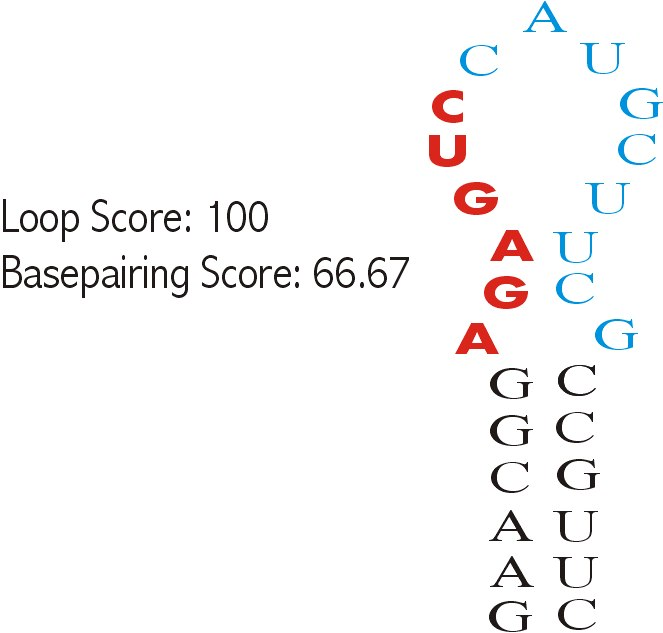 A
C U
C G
U C
G U
Loop Score: 100
A U
Basepairing Score: 66.67
G C
A G
G C
G C
C G
A U
A U
G C